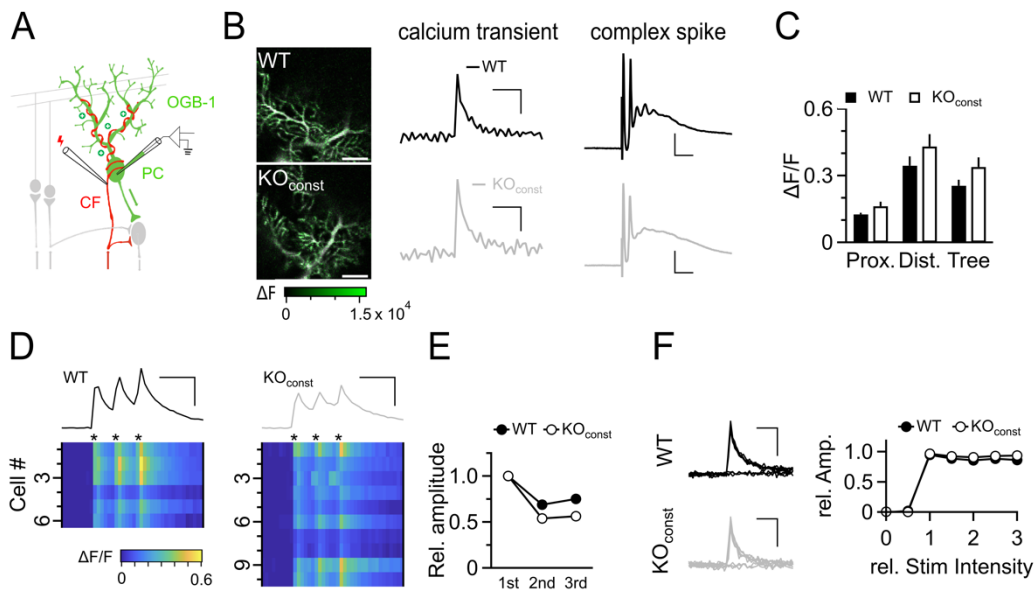 A
OGB-1
PC
CF
B
calcium transient
complex spike
WT
WT
KOconst
KOconst
ΔF
0
1.5 x 10^4
C
WT
KOconst
0.6
0.3
0
ΔF/F
Prox.
Dist.
Tree
D
WT
KOconst
* * *
* * *
Cell #
3
6
3
6
9
ΔF/F
0
0.6
E
WT
KOconst
Rel. amplitude
1.0
0.5
0
1st
2nd
3rd
F
WT
KOconst
WT
KOconst
rel. Amp.
1.0
0.5
0
0
1
2
3
rel. Stim Intensity